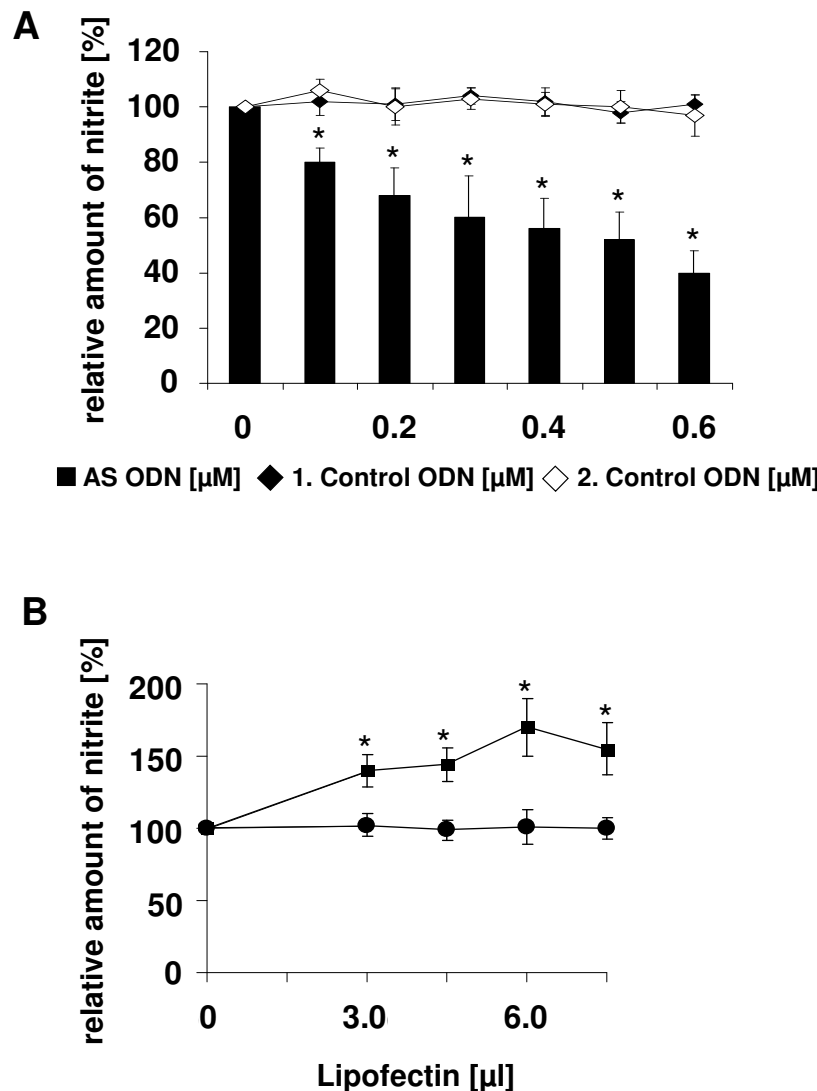 A
relative amount of nitrite [%]
120
100
80
60
40
20
0
* * * * * *
0 0.2 0.4 0.6
AS ODN [µM] 1. Control ODN [µM] 2. Control ODN [µM]
B
relative amount of nitrite [%]
200
150
100
50
0
* * * *
0 3.0 6.0
Lipofectin [µl]